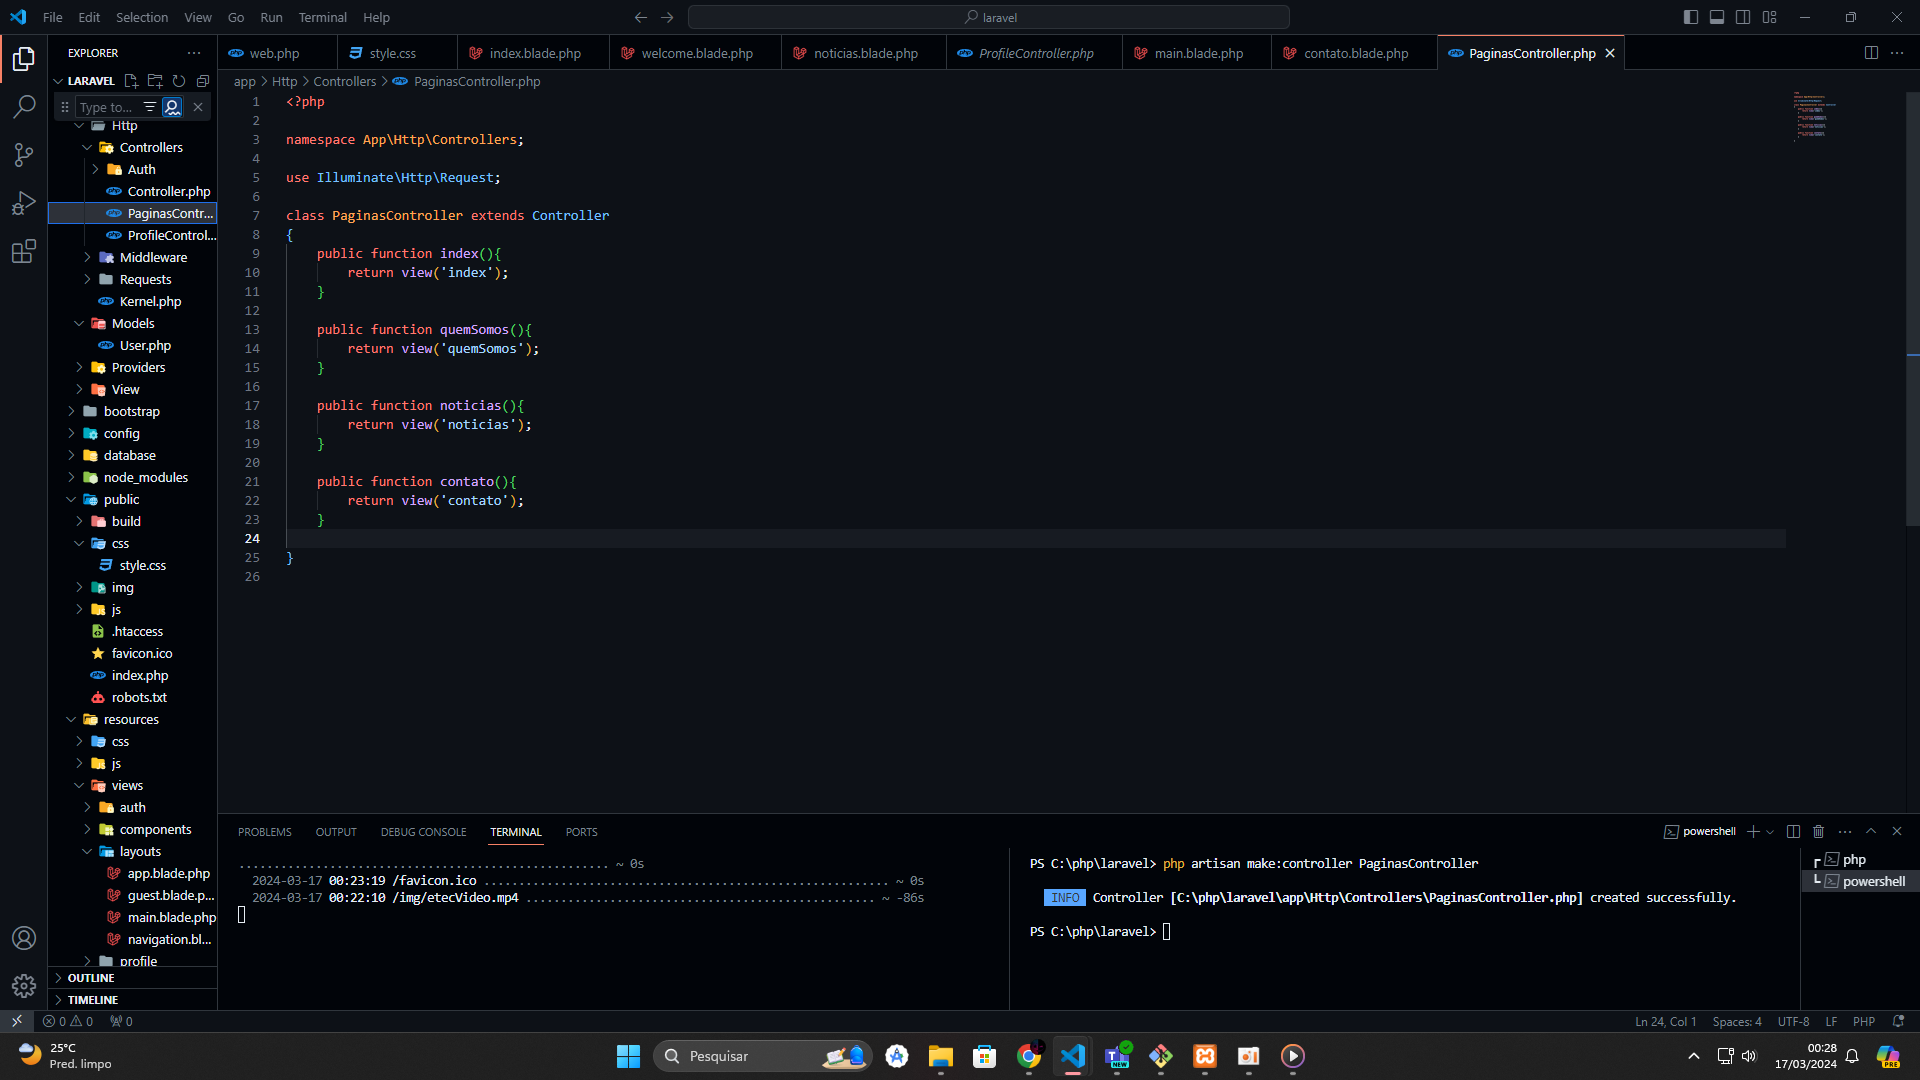 File Edit Selection View Go Run Terminal Help
laravel
EXPLORER
web.php style.css index.blade.php welcome.blade.php noticias.blade.php ProfileController.php main.blade.php contato.blade.php PaginasController.php
LARAVEL
app > Http > Controllers > PaginasController.php
Type to...
Http
Controllers
Auth
Controller.php
PaginasContr...
ProfileControl...
Middleware
Requests
Kernel.php
Models
User.php
Providers
View
bootstrap
config
database
node_modules
public
build
css
style.css
img
js
.htaccess
favicon.ico
index.php
robots.txt
resources
css
js
views
auth
components
layouts
app.blade.php
guest.blade.p...
main.blade.php
navigation.bl...
profile
OUTLINE
TIMELINE
1 <?php
2
3 namespace App\Http\Controllers;
4
5 use Illuminate\Http\Request;
6
7 class PaginasController extends Controller
8 {
9 public function index(){
10 return view('index');
11 }
12
13 public function quemSomos(){
14 return view('quemSomos');
15 }
16
17 public function noticias(){
18 return view('noticias');
19 }
20
21 public function contato(){
22 return view('contato');
23 }
24
25 }
26
PROBLEMS OUTPUT DEBUG CONSOLE TERMINAL PORTS
powershell
................................................ ~ 0s
2024-03-17 00:23:19 /favicon.ico ..................................................... ~ 0s
2024-03-17 00:22:10 /img/etecVideo.mp4 .............................................. ~ -86s
PS C:\php\laravel> php artisan make:controller PaginasController
INFO Controller [C:\php\laravel\app\Http\Controllers\PaginasController.php] created successfully.
PS C:\php\laravel>
php
powershell
0 0 0
Ln 24, Col 1 Spaces: 4 UTF-8 LF PHP
25°C
Pred. limpo
Pesquisar
NEW
00:28
17/03/2024
PRE